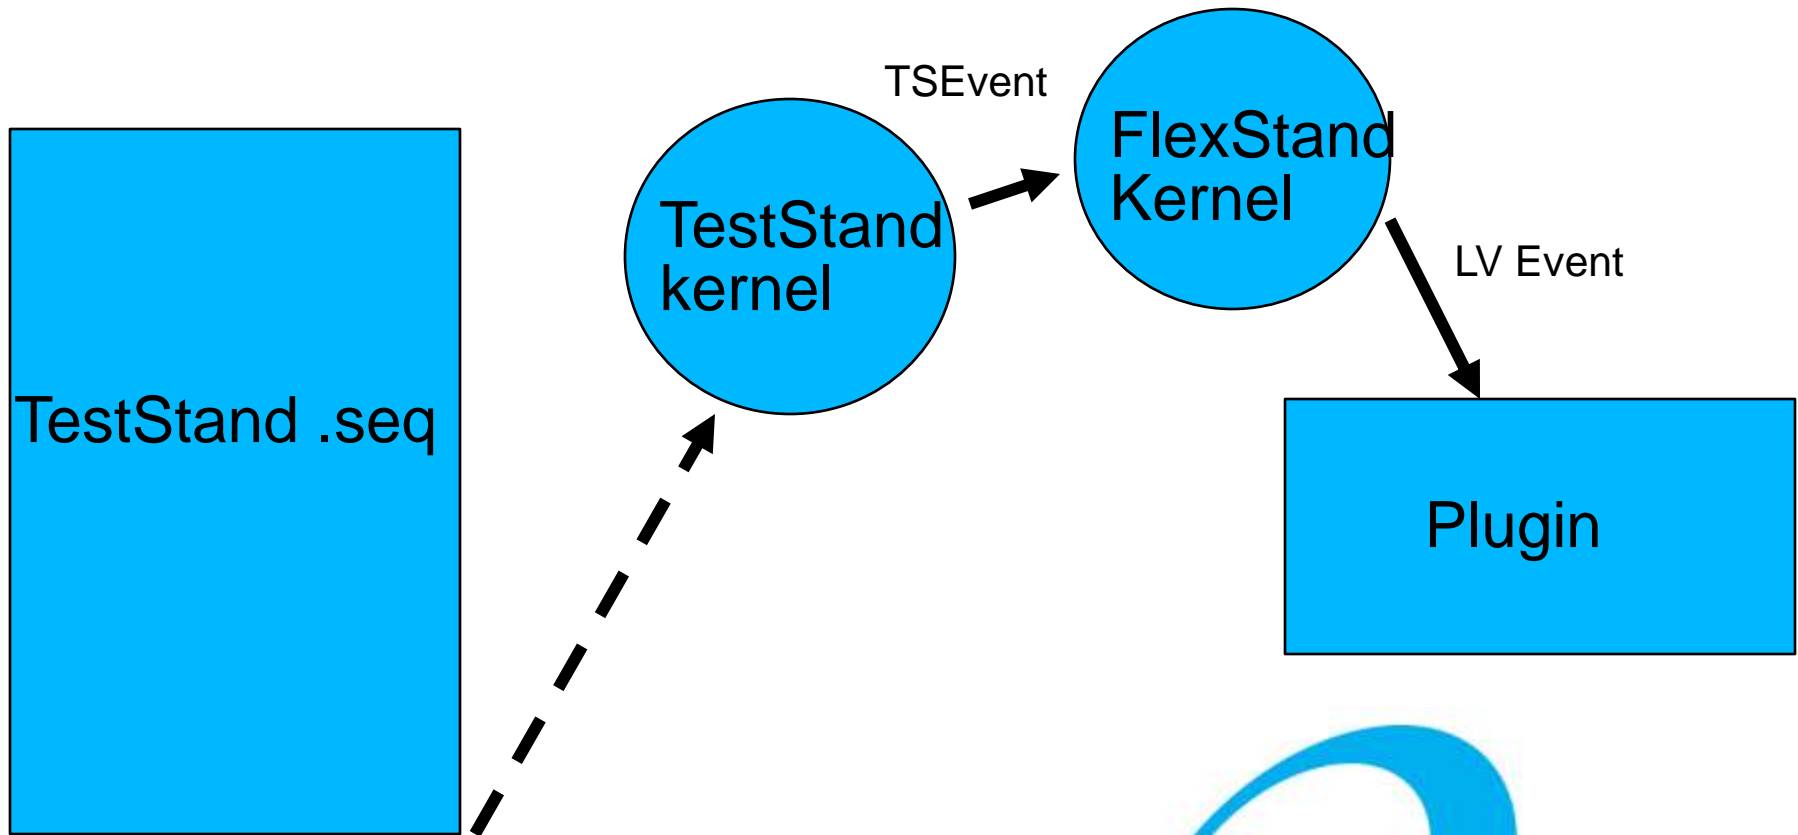 TestStand .seq
TestStand
kernel
TSEvent
FlexStand
Kernel
LV Event
Plugin